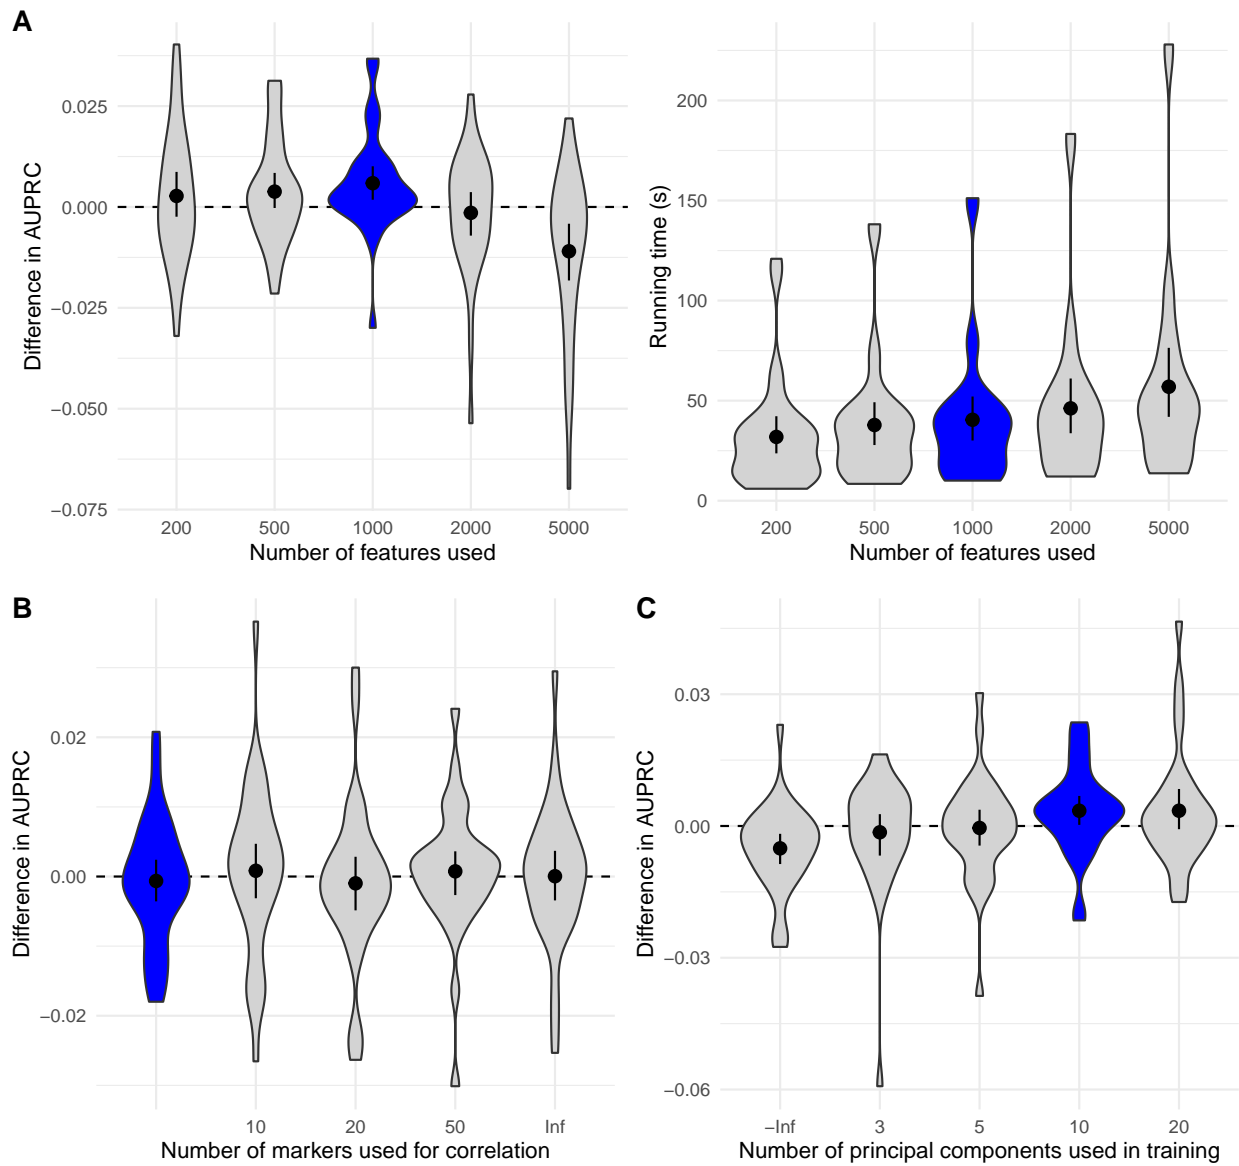 A
Difference in AUPRC
0.025
0.000
−0.025
−0.050
−0.075
200 500 1000 2000 5000
Number of features used
Running time (s)
200
150
100
50
0
200 500 1000 2000 5000
Number of features used
B
Difference in AUPRC
0.02
0.00
−0.02
10 20 50 Inf
Number of markers used for correlation
C
Difference in AUPRC
0.03
0.00
−0.03
−0.06
−Inf 3 5 10 20
Number of principal components used in training